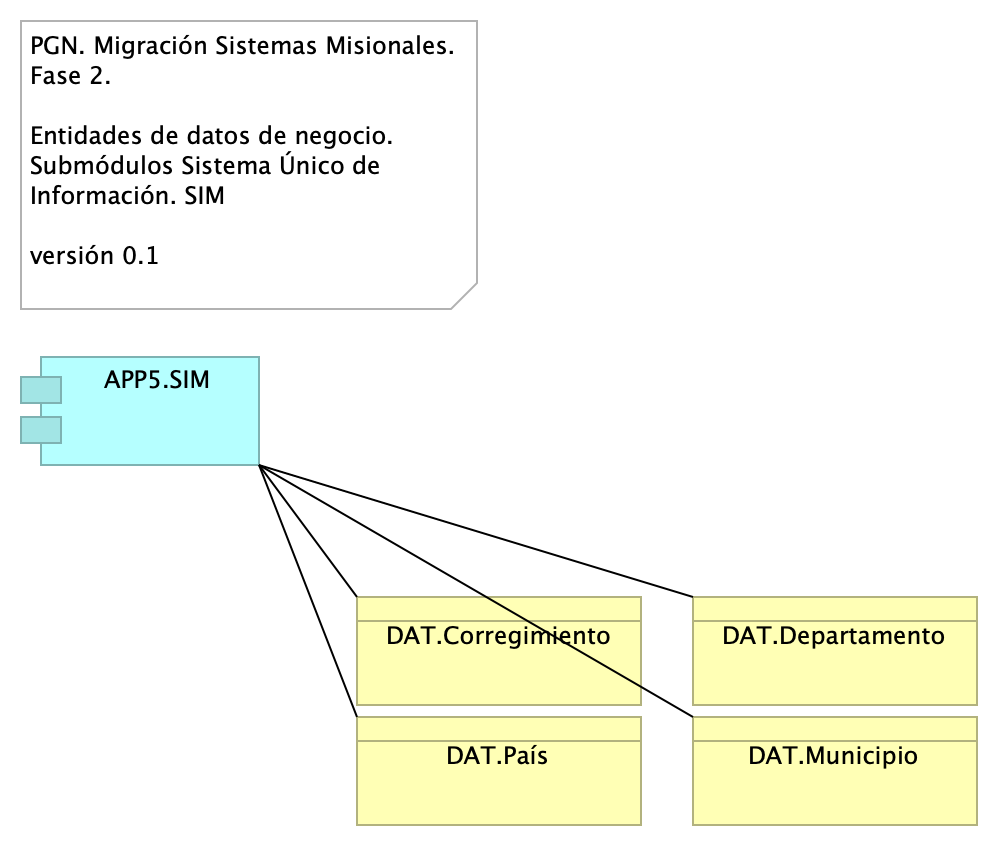 PGN. Migración Sistemas Misionales.
Fase 2.
Entidades de datos de negocio.
Submódulos Sistema Único de
Información. SIM
versión 0.1
APP5.SIM
DAT.Corregimiento
DAT.Departamento
DAT.País
DAT.Municipio